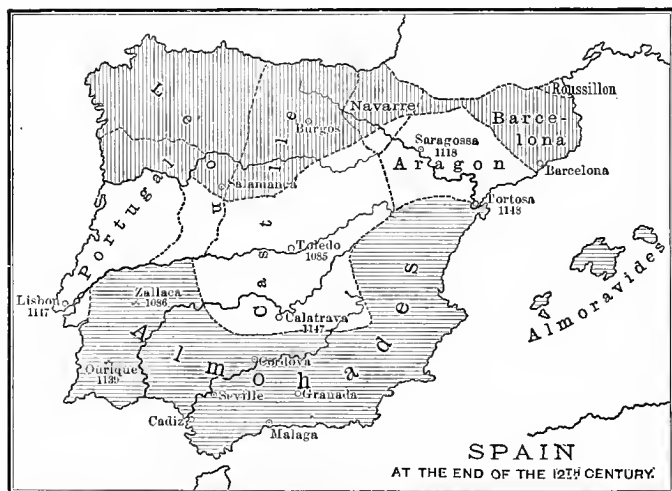 Leon
Castile
Portugal
Navarre
Burgos
Salamanca
Roussillon
Barce-
lona
Barcelona
Saragossa
1118
Aragon
Tortosa
1148
Toledo
1085
Lisbon
1147
Zallaca
1086
Calatrava
1147
Almohades
Almoravides
Ourique
1139
Cordova
Seville
Granada
Cadiz
Malaga
SPAIN
AT THE END OF THE 12TH CENTURY.